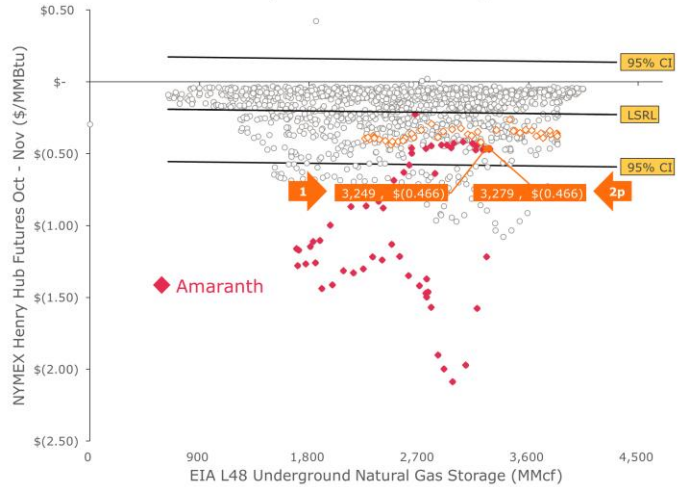 $0.50
$-
$(0.50)
$(1.00)
$(1.50)
$(2.00)
$(2.50)
NYMEX Henry Hub Futures Oct - Nov ($/MMBtu)
95% CI
LSRL
95% CI
1
3,249 , $(0.466)
3,279 , $(0.466)
2p
Amaranth
0
900
1,800
2,700
3,600
4,500
EIA L48 Underground Natural Gas Storage (MMcf)